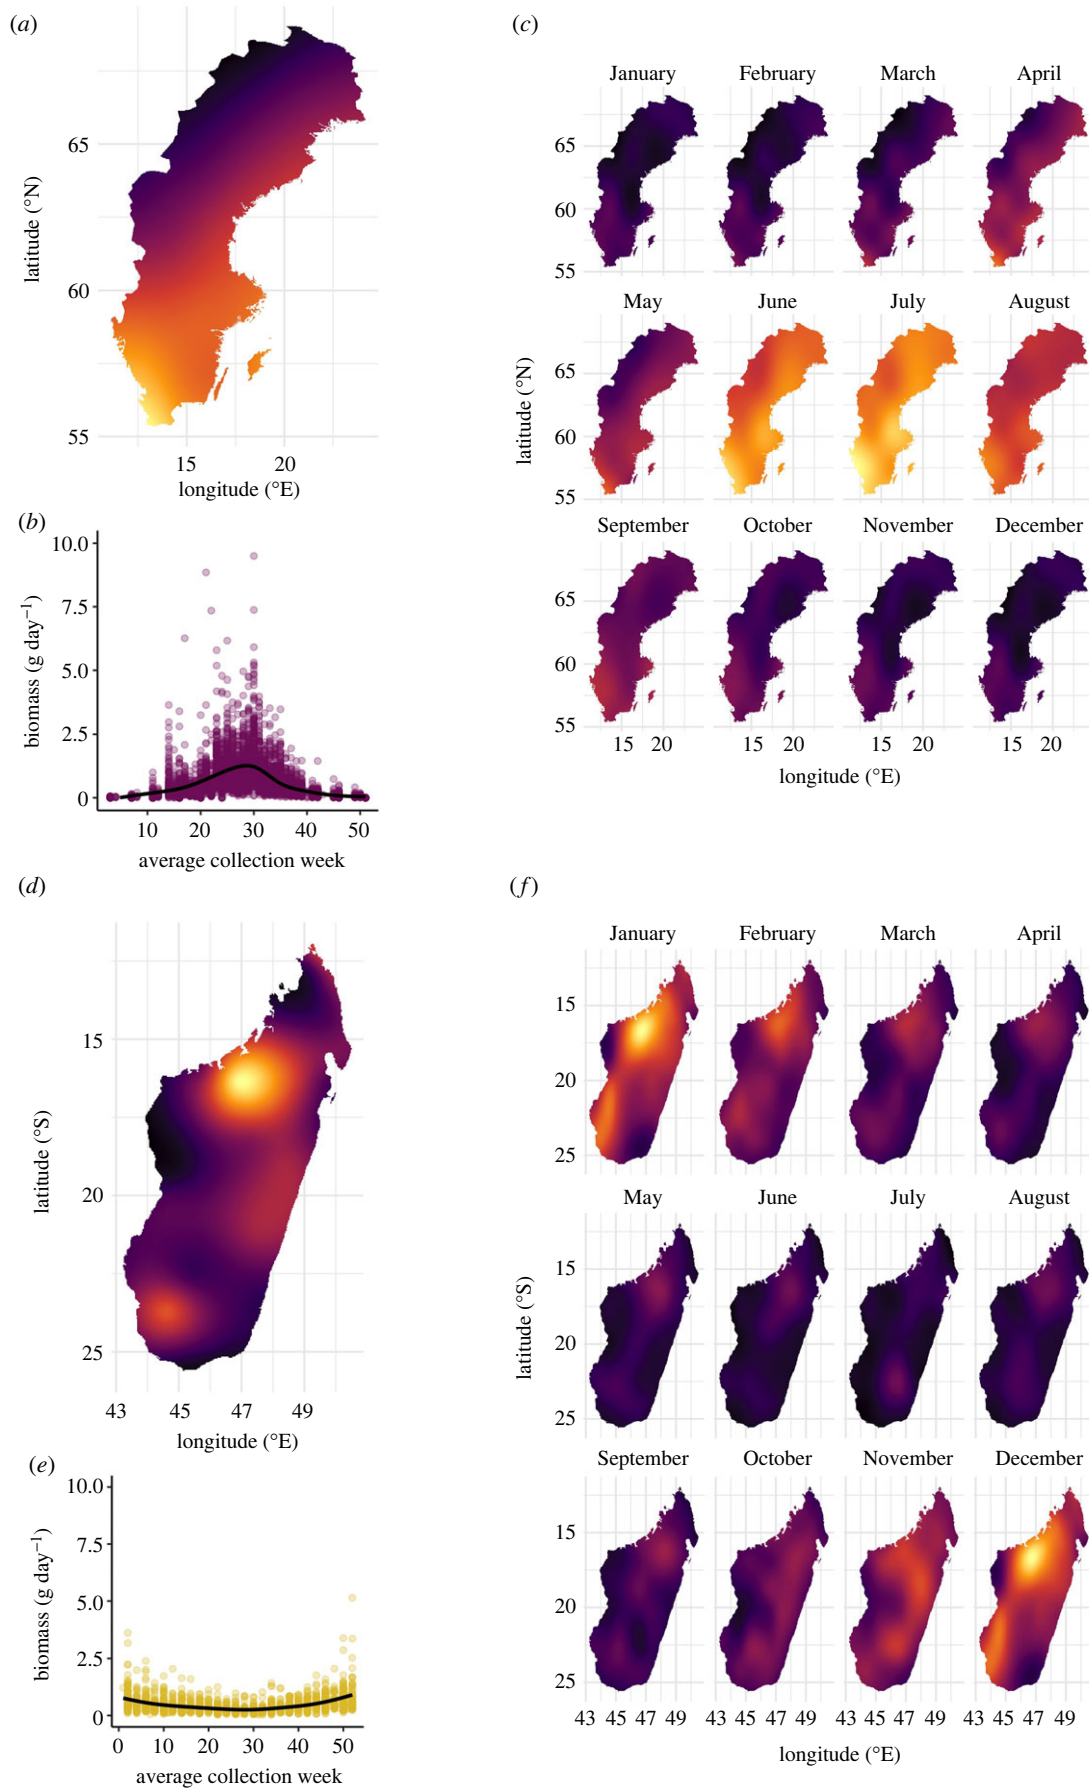 (a)
65
60
55
latitude (°N)
15 20
longitude (°E)
(b)
10.0
7.5
5.0
2.5
0
biomass (g day−1)
10 20 30 40 50
average collection week
(c)
January February March April
65
60
55
May June July August
65
60
55
latitude (°N)
September October November December
65
60
55
15 20 15 20 15 20 15 20
longitude (°E)
(d)
15
20
25
latitude (°S)
43 45 47 49
longitude (°E)
(e)
10.0
7.5
5.0
2.5
0
biomass (g day−1)
0 10 20 30 40 50
average collection week
(f)
January February March April
15
20
25
May June July August
15
20
25
latitude (°S)
September October November December
15
20
25
43 45 47 49 43 45 47 49 43 45 47 49 43 45 47 49
longitude (°E)